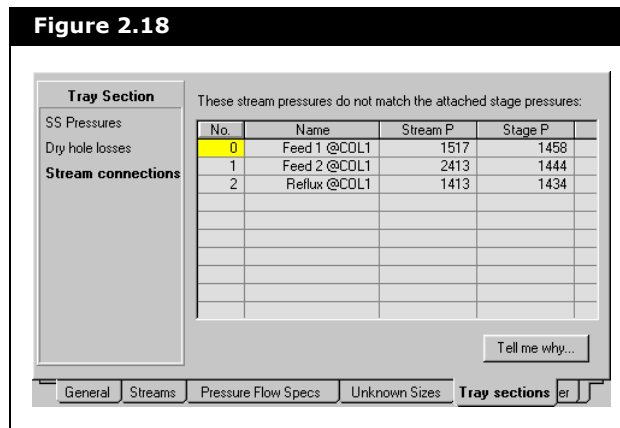 Figure 2.18
Tray Section
SS Pressures
Dry hole losses
Stream connections
These stream pressures do not match the attached stage pressures:
No. Name Stream P Stage P
0 Feed 1 @COL1 1517 1458
1 Feed 2 @COL1 2413 1444
2 Reflux @COL1 1413 1434
Tell me why...
General Streams Pressure Flow Specs Unknown Sizes Tray sections er